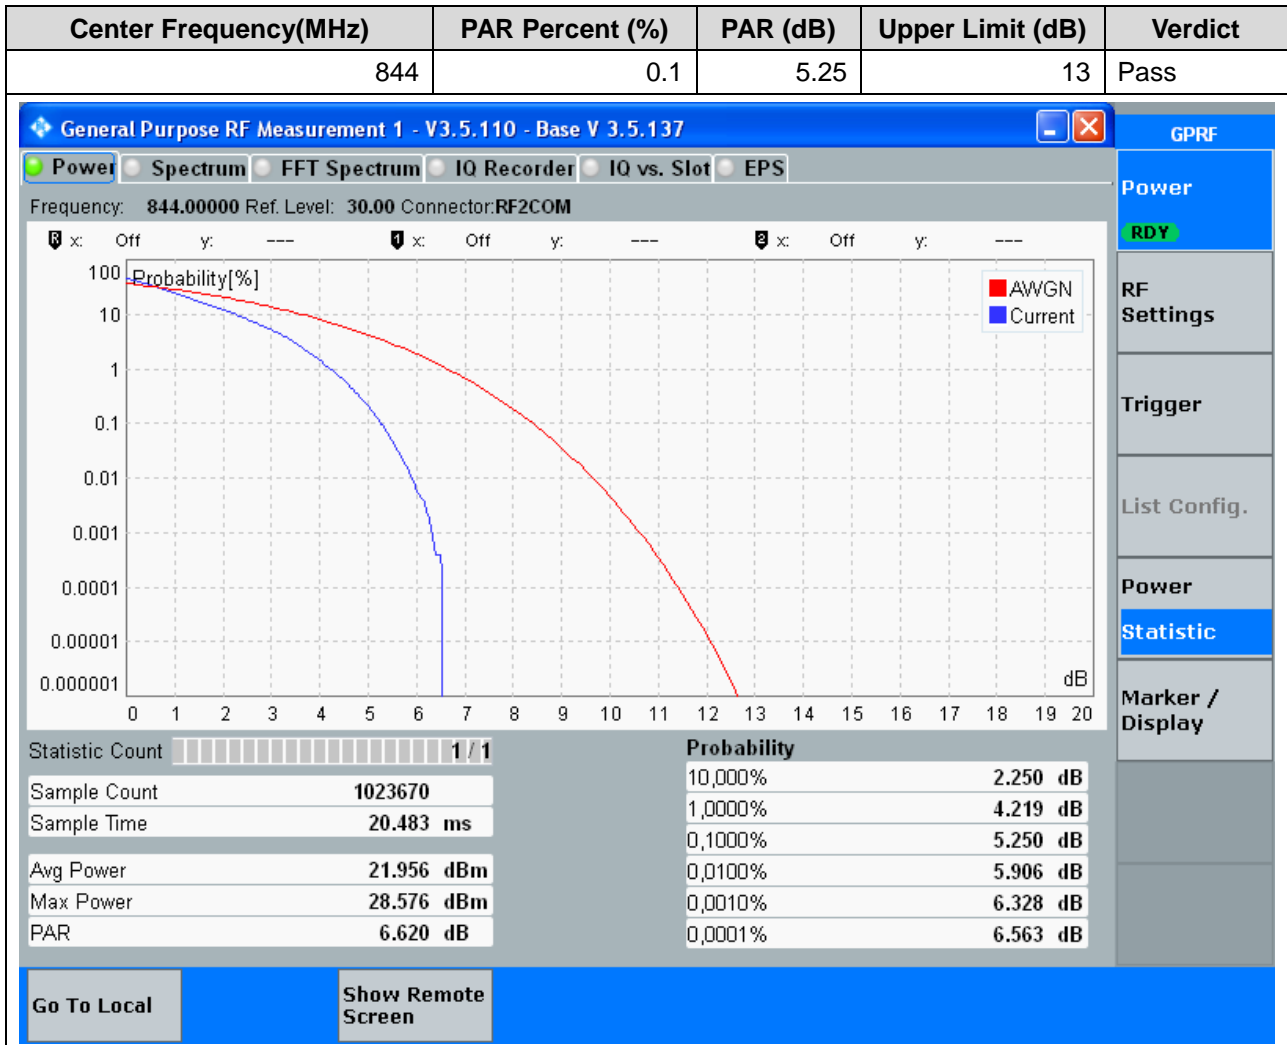 Center Frequency(MHz) PAR Percent (%) PAR (dB) Upper Limit (dB) Verdict
844 0.1 5.25 13 Pass
General Purpose RF Measurement 1 - V3.5.110 - Base V 3.5.137
GPRF
Power Spectrum FFT Spectrum IQ Recorder IQ vs. Slot EPS
Frequency: 844.00000 Ref. Level: 30.00 Connector:RF2COM
R x: Off y: --- 1 x: Off y: --- 2 x: Off y: ---
Probability[%]
100
10
1
0.1
0.01
0.001
0.0001
0.00001
0.000001
AWGN
Current
dB
0 1 2 3 4 5 6 7 8 9 10 11 12 13 14 15 16 17 18 19 20
Statistic Count 1 / 1
Sample Count 1023670
Sample Time 20.483 ms
Avg Power 21.956 dBm
Max Power 28.576 dBm
PAR 6.620 dB
Probability
10,000% 2.250 dB
1,0000% 4.219 dB
0,1000% 5.250 dB
0,0100% 5.906 dB
0,0010% 6.328 dB
0,0001% 6.563 dB
Power
RDY
RF
Settings
Trigger
List Config.
Power
Statistic
Marker /
Display
Go To Local
Show Remote
Screen